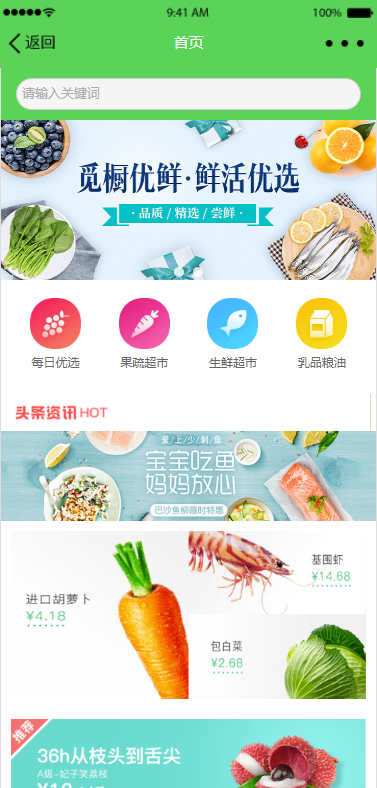 9:41 AM
100%
返回
首页
请输入关键词
觅橱优鲜·鲜活优选
·品质/精选/尝鲜·
每日优选
果疏超市
生鲜超市
乳品粮油
头条资讯 HOT
爱/上/少/刺/鱼
宝宝吃鱼
妈妈放心
巴沙鱼柳限时特惠
进口胡萝卜
¥4.18
基围虾
¥14.68
包白菜
¥2.68
推荐
36h从枝头到舌尖
A级-妃子笑荔枝